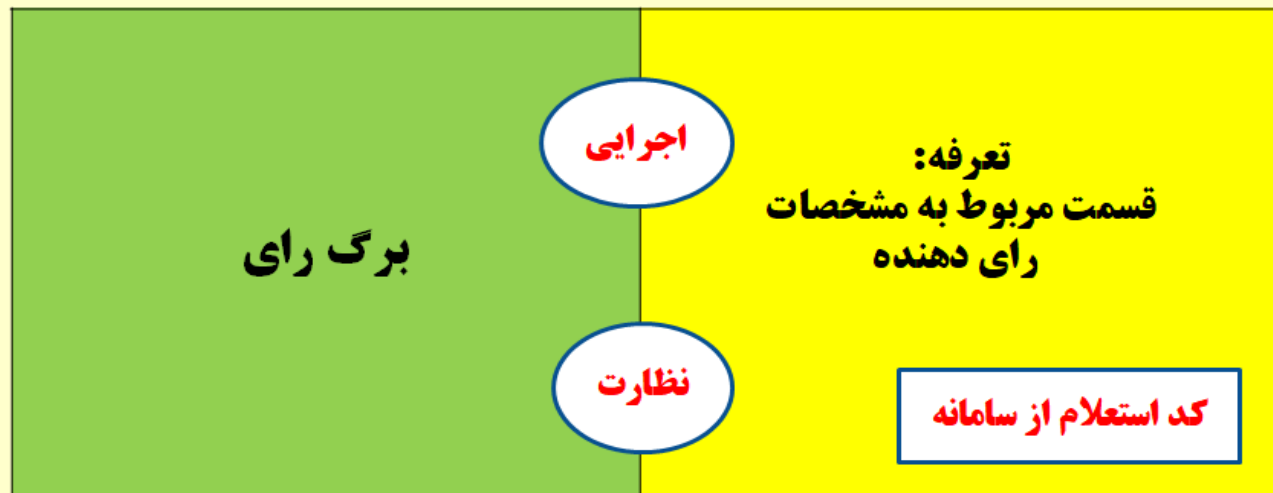 تعرفه:
قسمت مربوط به مشخصات
رای دهنده
کد استعلام از سامانه
اجرایی
نظارت
برگ رای